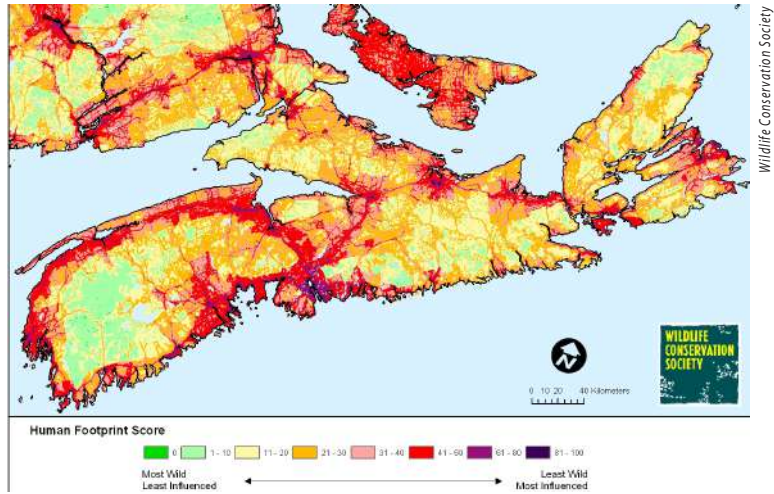 Wildlife Conservation Society
N
0 10 20 40 Kilometers
WILDLIFE
CONSERVATION
SOCIETY
Human Footprint Score
0 1 - 10 11 - 20 21 - 30 31 - 40 41 - 60 61 - 80 81 - 100
Most Wild
Least Influenced
Least Wild
Most Influenced